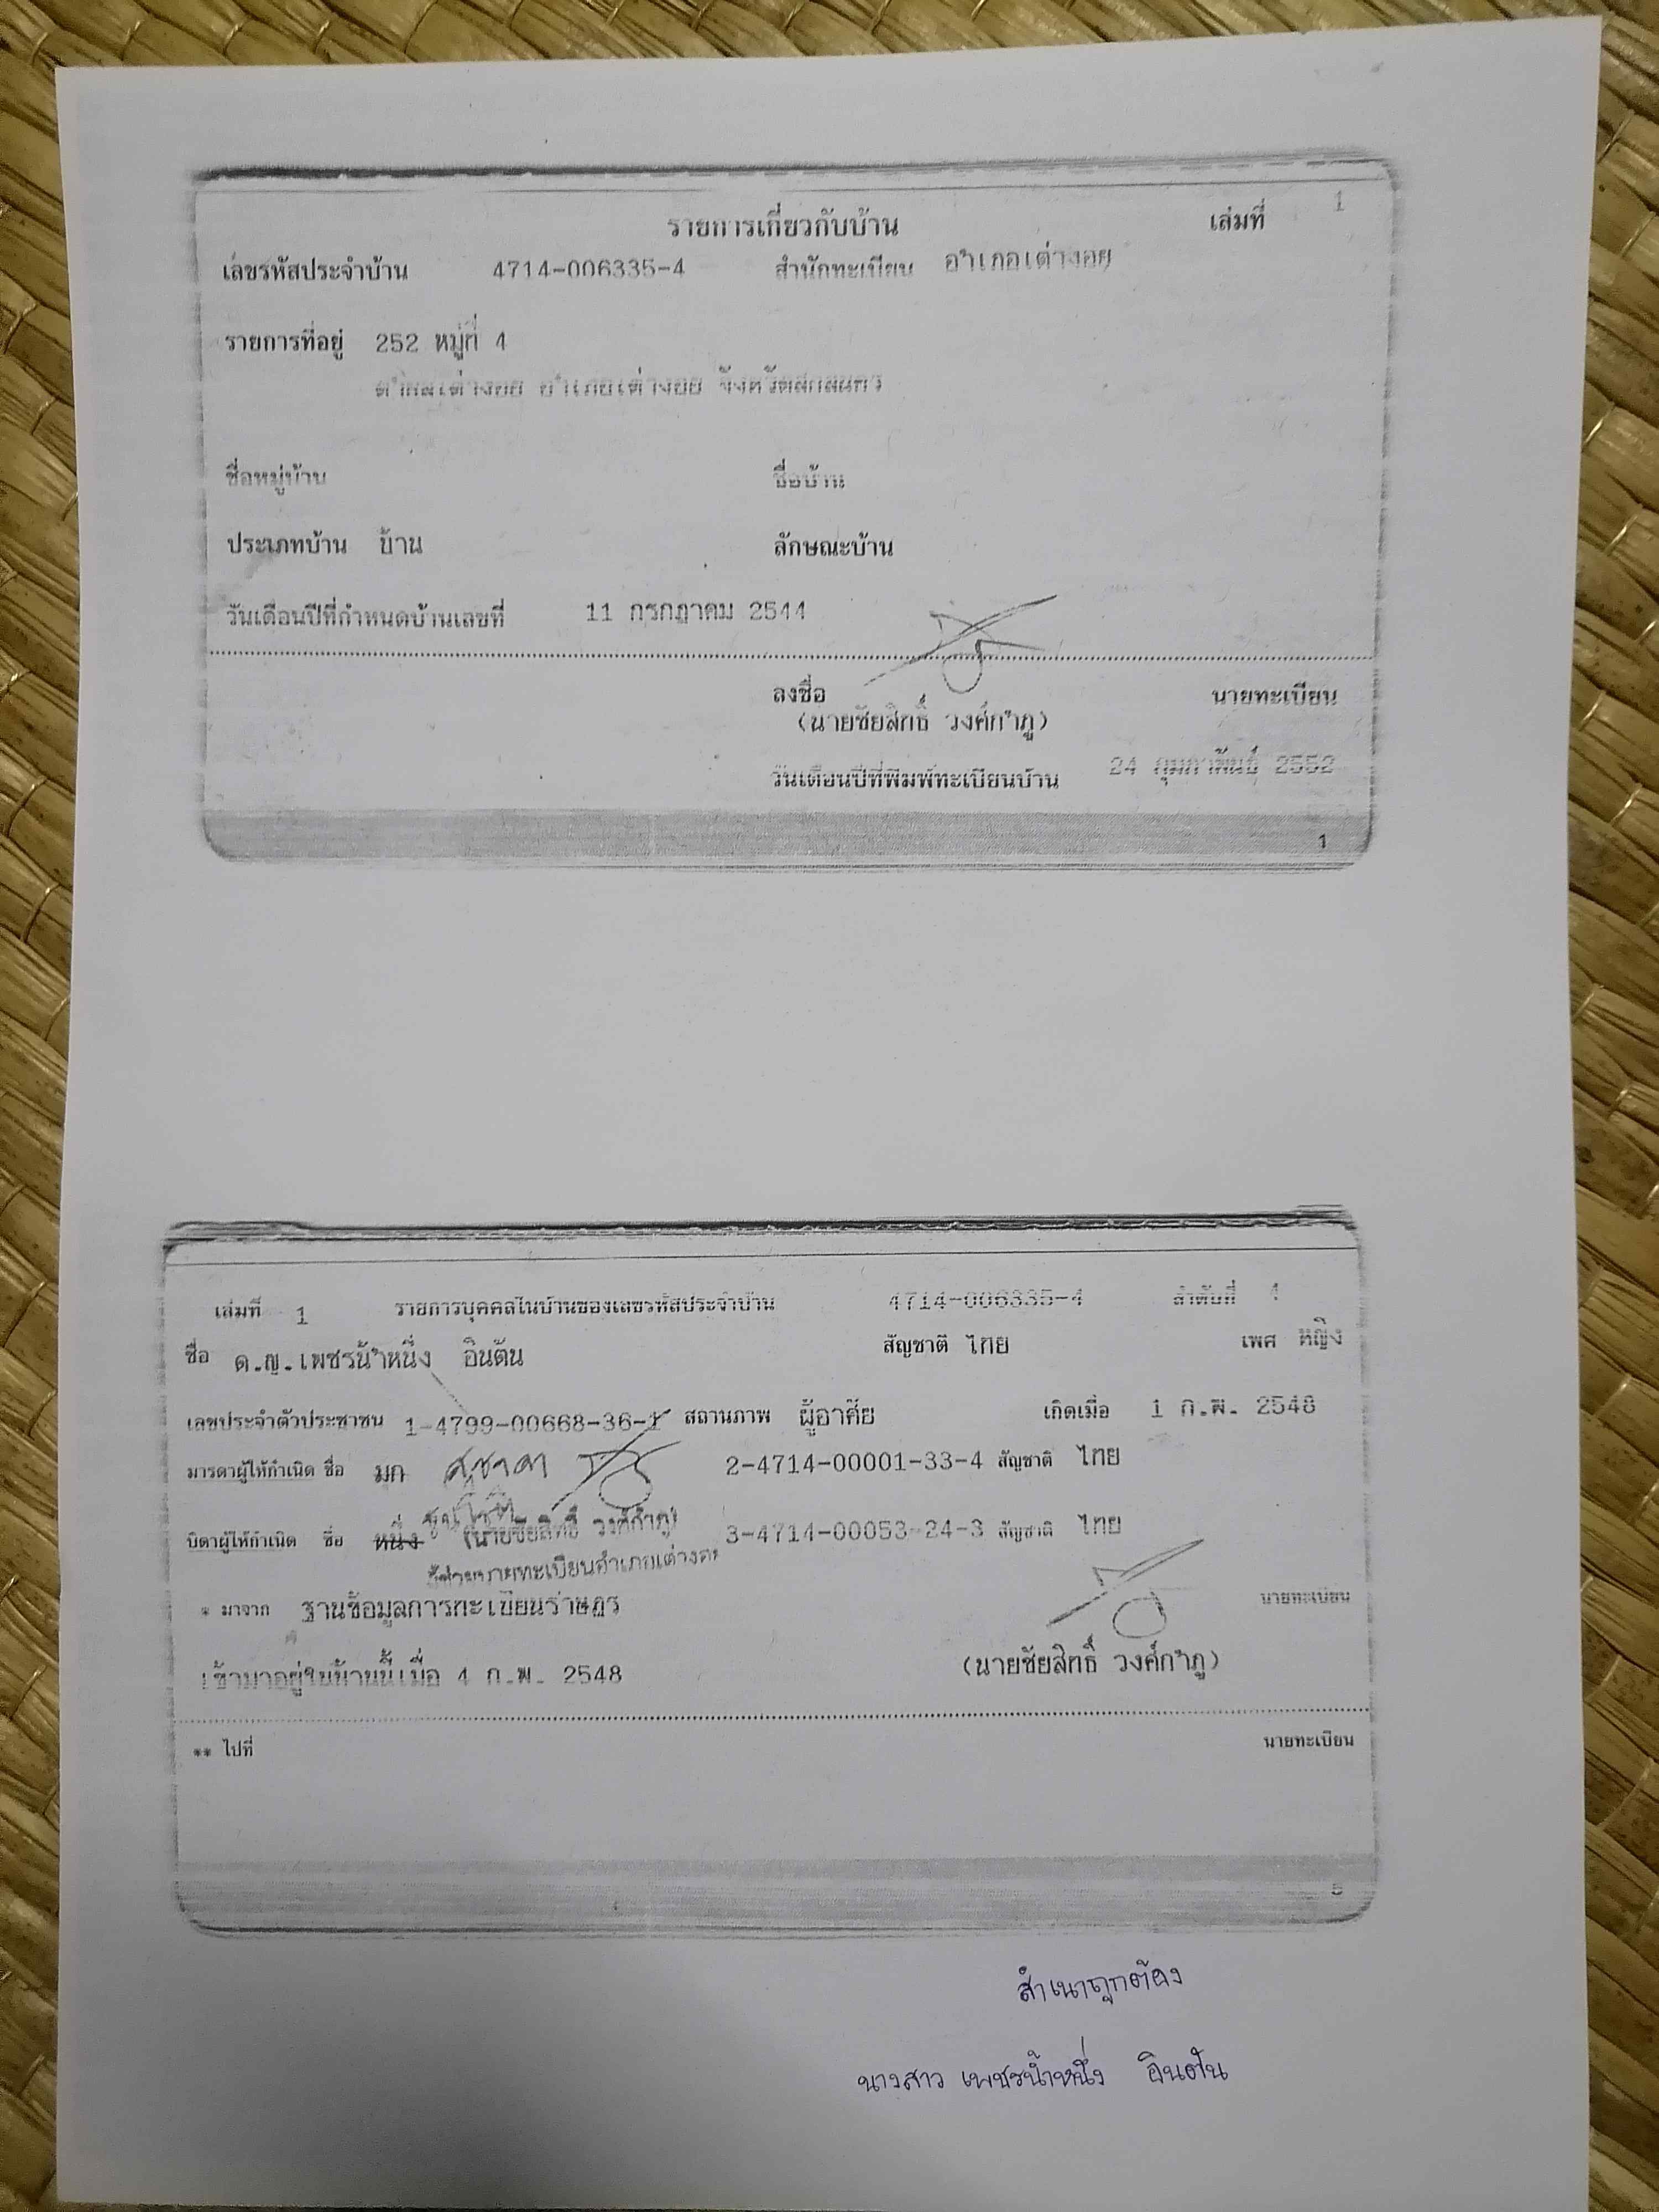 รายการเกี่ยวกับบ้าน เล่มที่ 1
เลขรหัสประจำบ้าน 4714-006335-4 สำนักทะเบียน อำเภอเต่างอย
รายการที่อยู่ 252 หมู่ที่ 4
ตำบลเต่างอย อำเภอเต่างอย จังหวัดสกลนคร
ชื่อหมู่บ้าน ชื่อบ้าน
ประเภทบ้าน บ้าน ลักษณะบ้าน
วันเดือนปีที่กำหนดบ้านเลขที่ 11 กรกฎาคม 2544
ลงชื่อ นายทะเบียน
(นายชัยสิทธิ์ วงศ์กำภู)
วันเดือนปีที่พิมพ์ทะเบียนบ้าน 24 กุมภาพันธ์ 2552
1
เล่มที่ 1 รายการบุคคลในบ้านของเลขรหัสประจำบ้าน 4714-006335-4 ลำดับที่ 4
ชื่อ ด.ญ.เพชรน้ำหนึ่ง อินตัน สัญชาติ ไทย เพศ หญิง
เลขประจำตัวประชาชน 1-4799-00668-36-1 สถานภาพ ผู้อาศัย เกิดเมื่อ 1 ก.พ. 2548
มารดาผู้ให้กำเนิด ชื่อ มุก สุชาดา 2-4714-00001-33-4 สัญชาติ ไทย
บิดาผู้ให้กำเนิด ชื่อ หนึ่ง (นายชัยสิทธิ์ วงศ์กำภู) 3-4714-00053-24-3 สัญชาติ ไทย
ผู้ช่วยนายทะเบียนอำเภอเต่างอย
* มาจาก ฐานข้อมูลการทะเบียนราษฎร นายทะเบียน
เข้ามาอยู่ในบ้านนี้เมื่อ 4 ก.พ. 2548 (นายชัยสิทธิ์ วงศ์กำภู)
** ไปที่ นายทะเบียน
5
สำเนาถูกต้อง
นางสาว เพชรน้ำหนึ่ง อินตัน